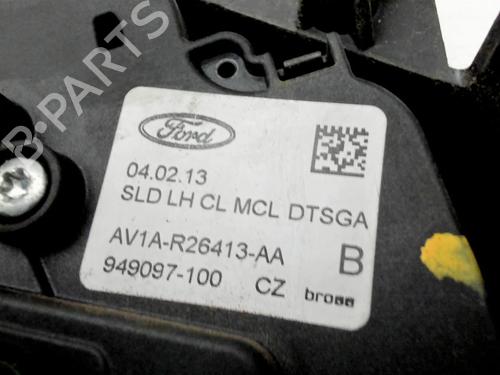 B-PARTS
Ford
04.02.13
SLD LH CL MCL DTSGA
AV1A-R26413-AA B
949097-100 CZ brose